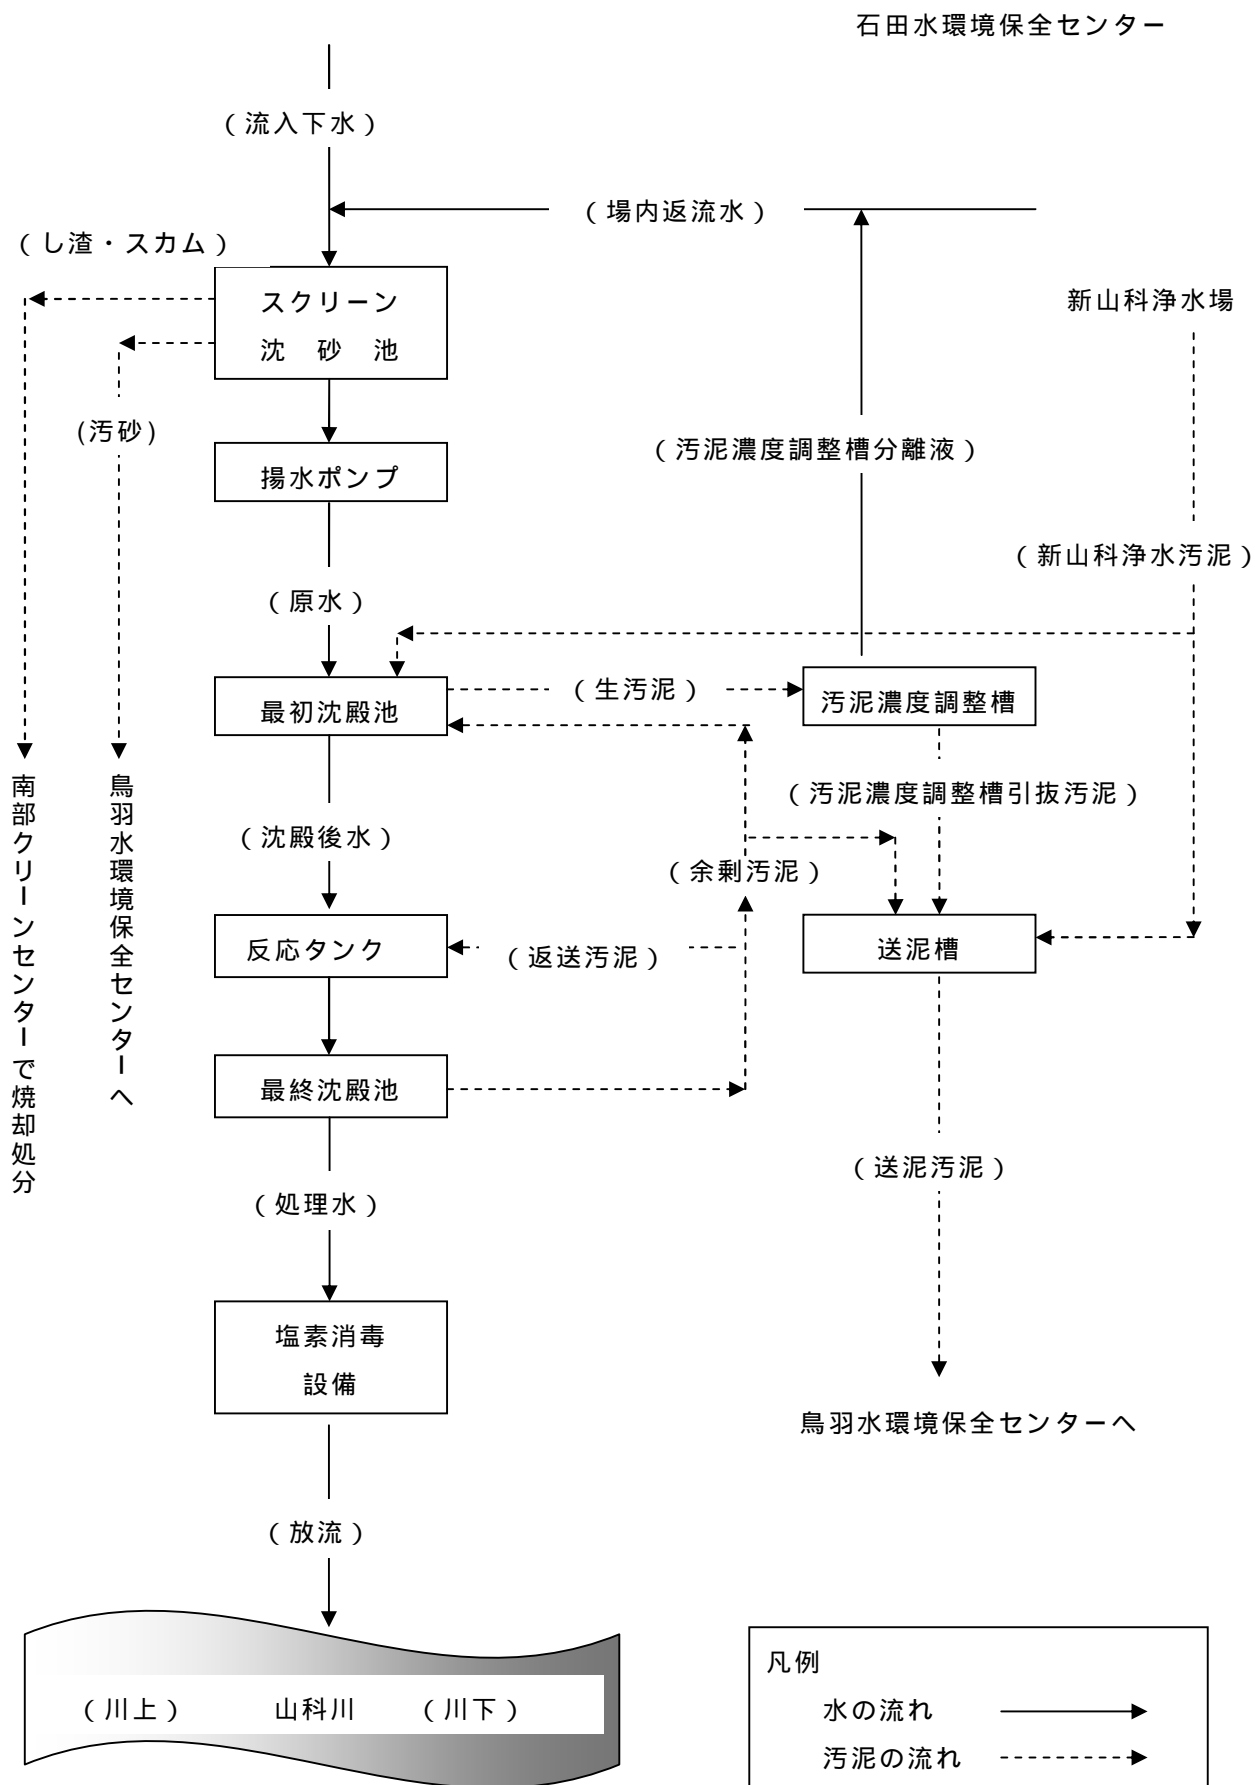 石田水環境保全センター
（流入下水）
（場内返流水）
（し渣・スカム）
スクリーン
沈　砂　池
新山科浄水場
(汚砂)
揚水ポンプ
（汚泥濃度調整槽分離液）
（新山科浄水汚泥）
（原水）
最初沈殿池
（生汚泥）
汚泥濃度調整槽
南部クリーンセンターで焼却処分
鳥羽水環境保全センターへ
（汚泥濃度調整槽引抜汚泥）
（沈殿後水）
（余剰汚泥）
反応タンク
（返送汚泥）
送泥槽
最終沈殿池
（送泥汚泥）
（処理水）
塩素消毒
設備
鳥羽水環境保全センターへ
（放流）
（川上）　山科川　（川下）
凡例
水の流れ
汚泥の流れ